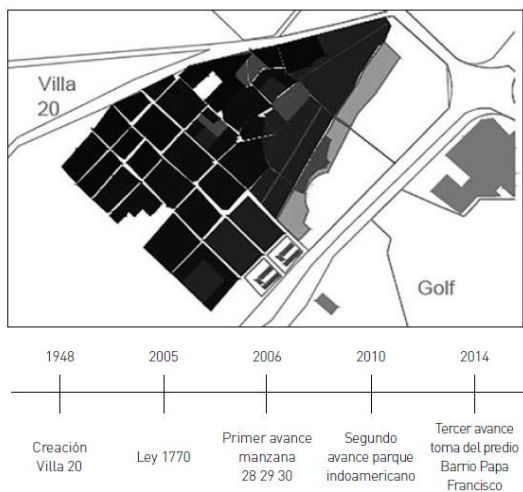 Villa
20
Golf
1948
2005
2006
2010
2014
Creación
Villa 20
Ley 1770
Primer avance
manzana
28 29 30
Segundo
avance parque
indoamericano
Tercer avance
toma del predio
Barrio Papa
Francisco